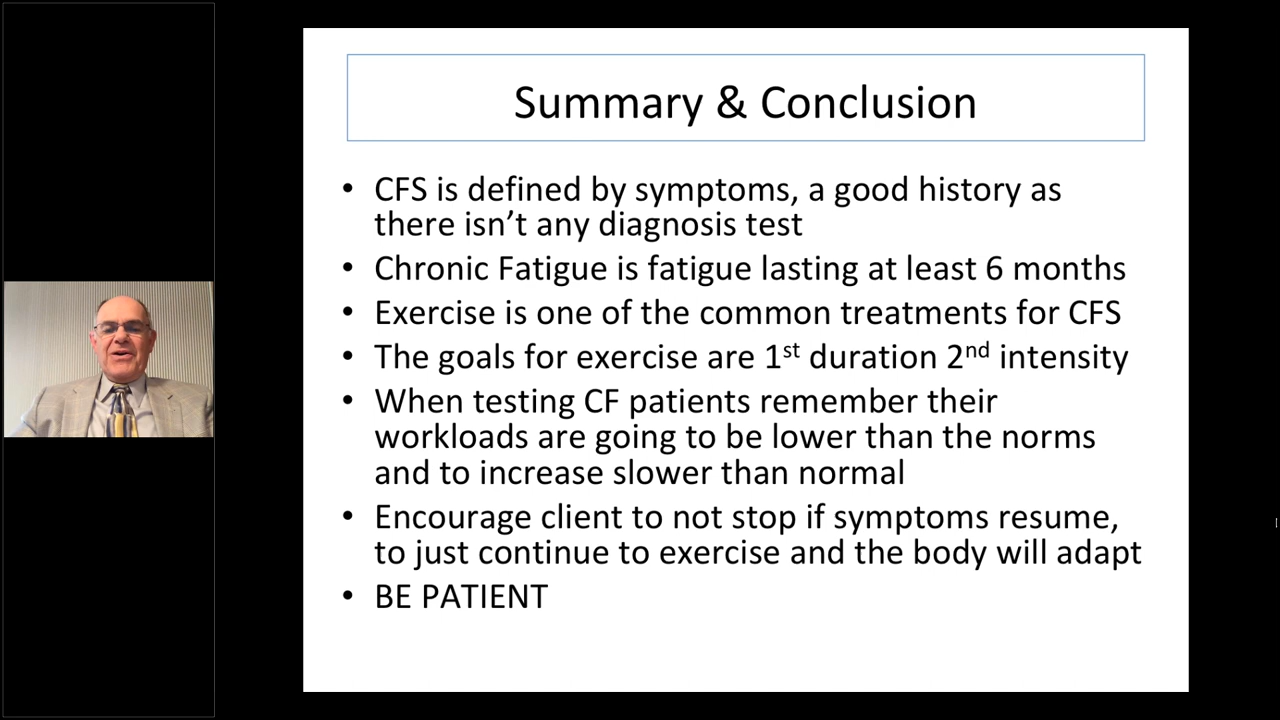 Summary & Conclusion
• CFS is defined by symptoms, a good history as
there isn’t any diagnosis test
• Chronic Fatigue is fatigue lasting at least 6 months
• Exercise is one of the common treatments for CFS
• The goals for exercise are 1st duration 2nd intensity
• When testing CF patients remember their
workloads are going to be lower than the norms
and to increase slower than normal
• Encourage client to not stop if symptoms resume,
to just continue to exercise and the body will adapt
• BE PATIENT